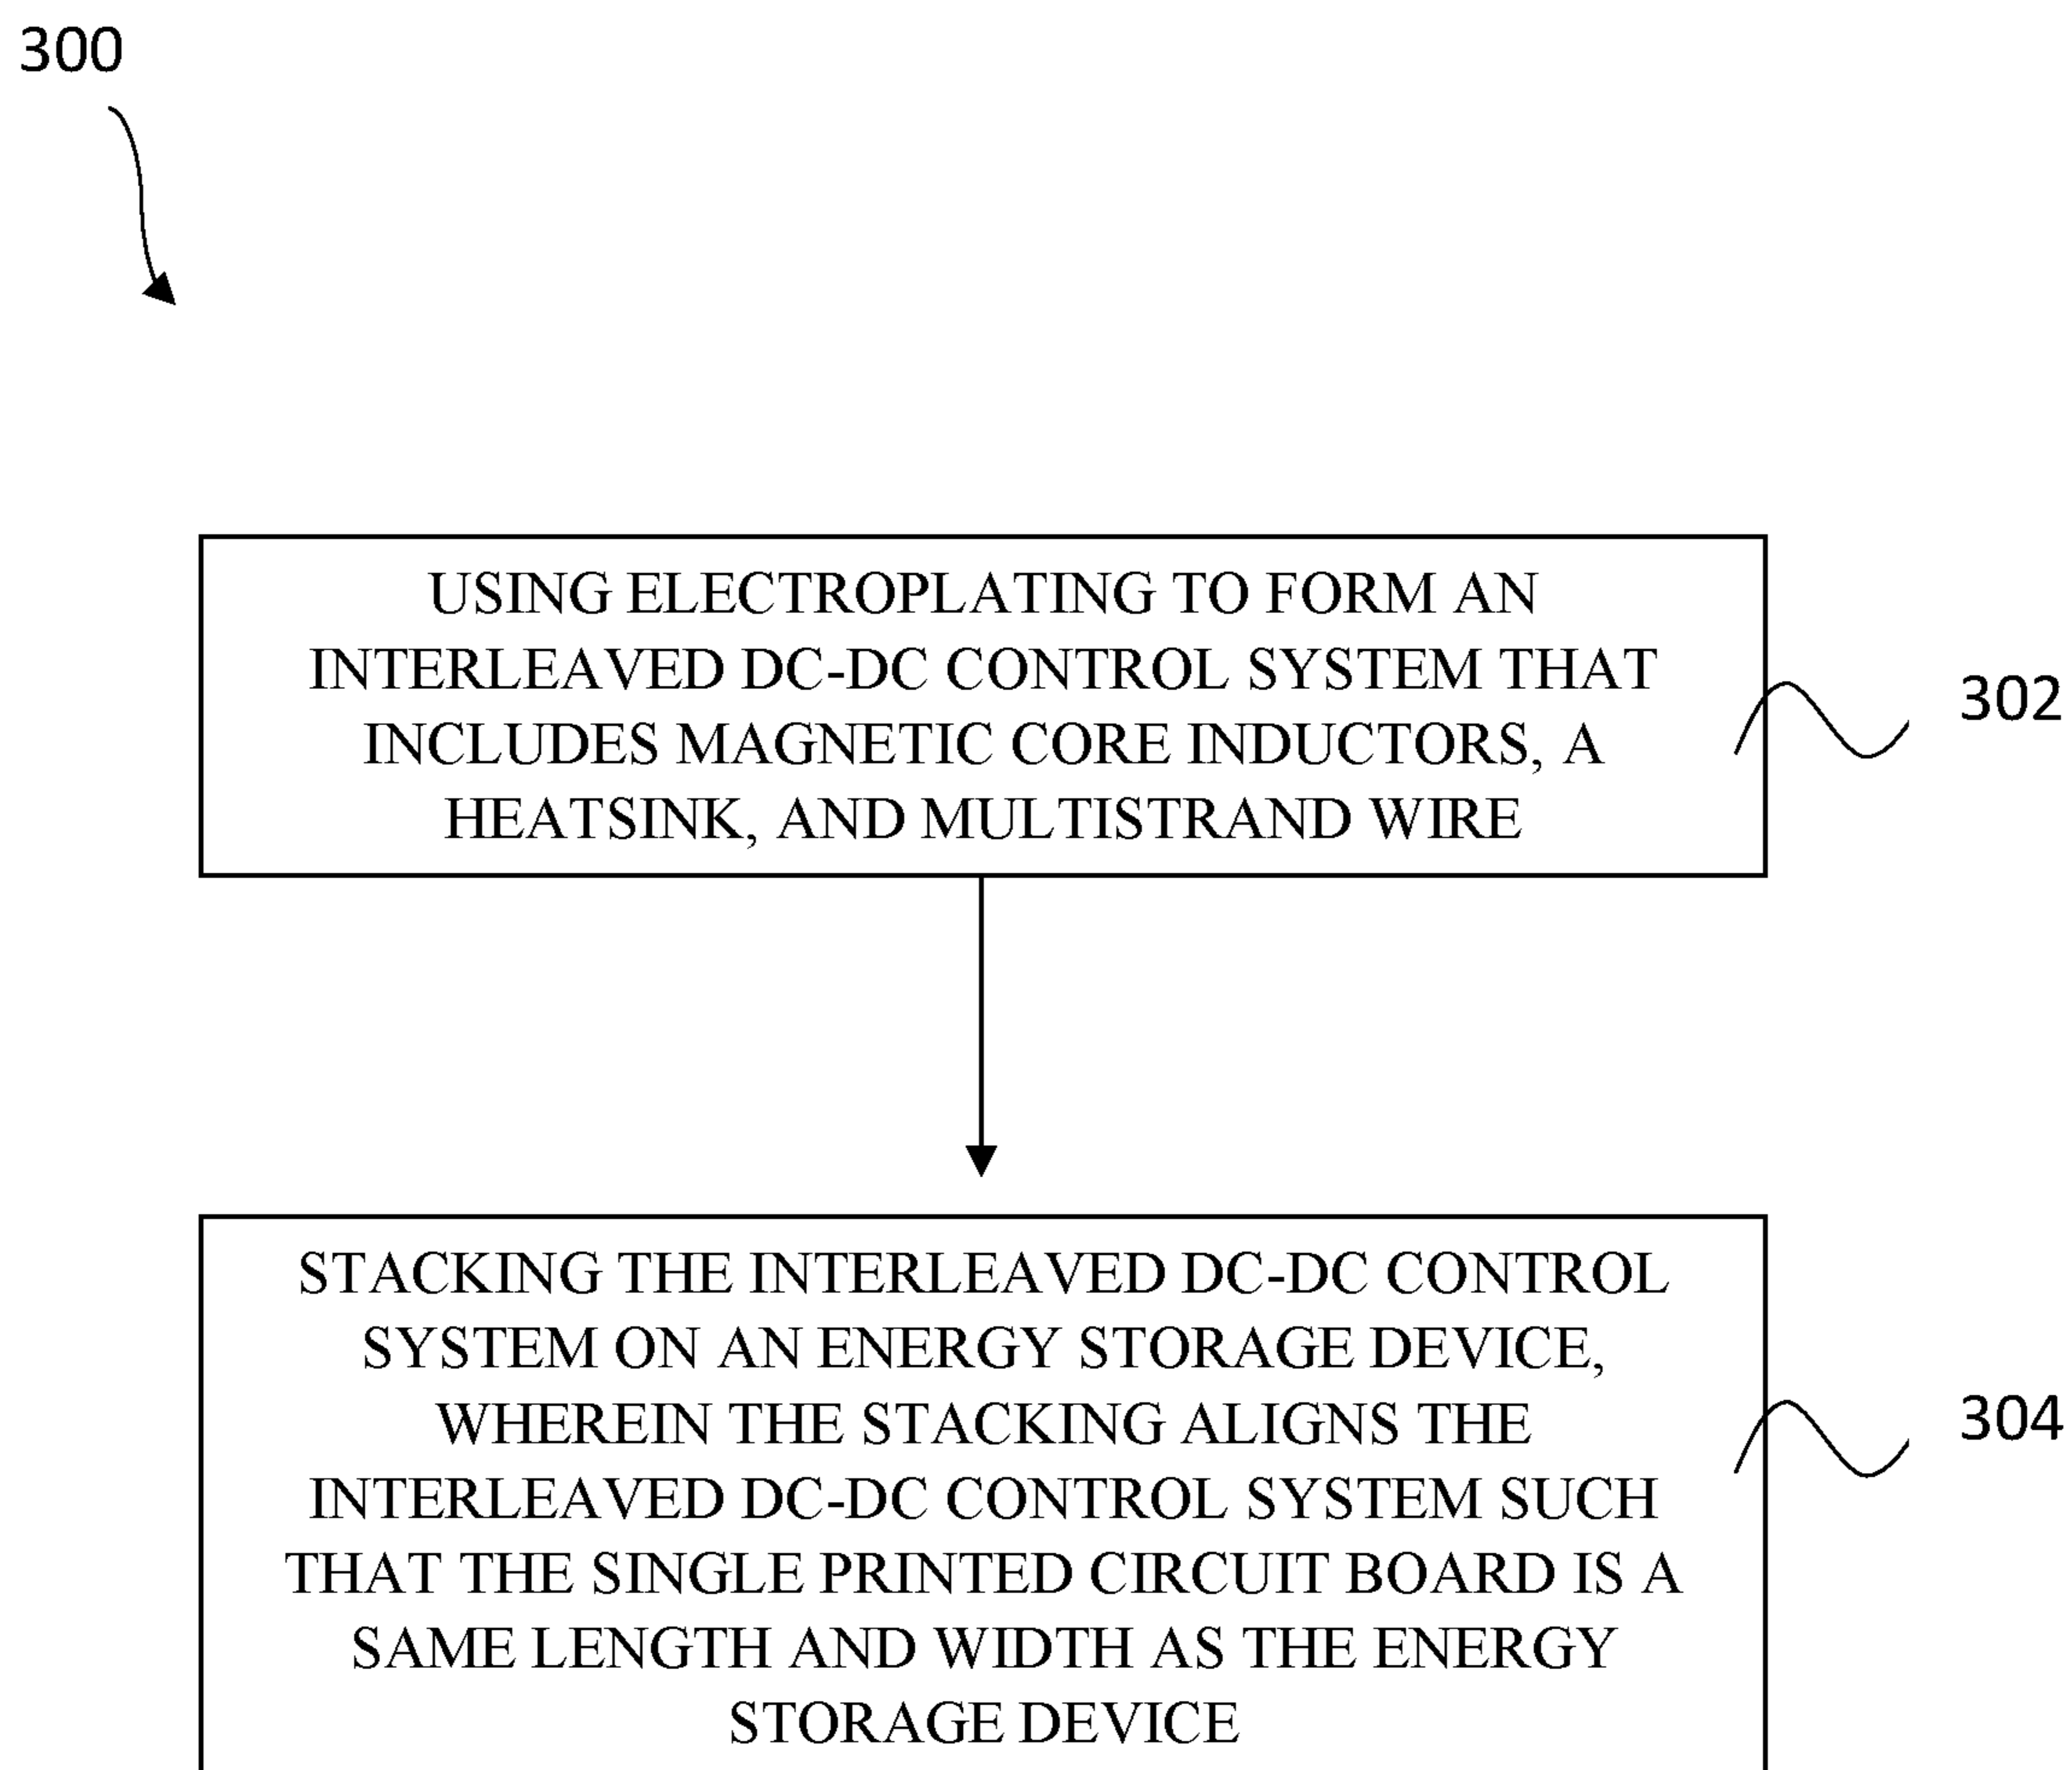 300
USING ELECTROPLATING TO FORM AN
INTERLEAVED DC-DC CONTROL SYSTEM THAT
INCLUDES MAGNETIC CORE INDUCTORS, A
HEATSINK, AND MULTISTRAND WIRE
302
STACKING THE INTERLEAVED DC-DC CONTROL
SYSTEM ON AN ENERGY STORAGE DEVICE,
WHEREIN THE STACKING ALIGNS THE
INTERLEAVED DC-DC CONTROL SYSTEM SUCH
THAT THE SINGLE PRINTED CIRCUIT BOARD IS A
SAME LENGTH AND WIDTH AS THE ENERGY
STORAGE DEVICE
304